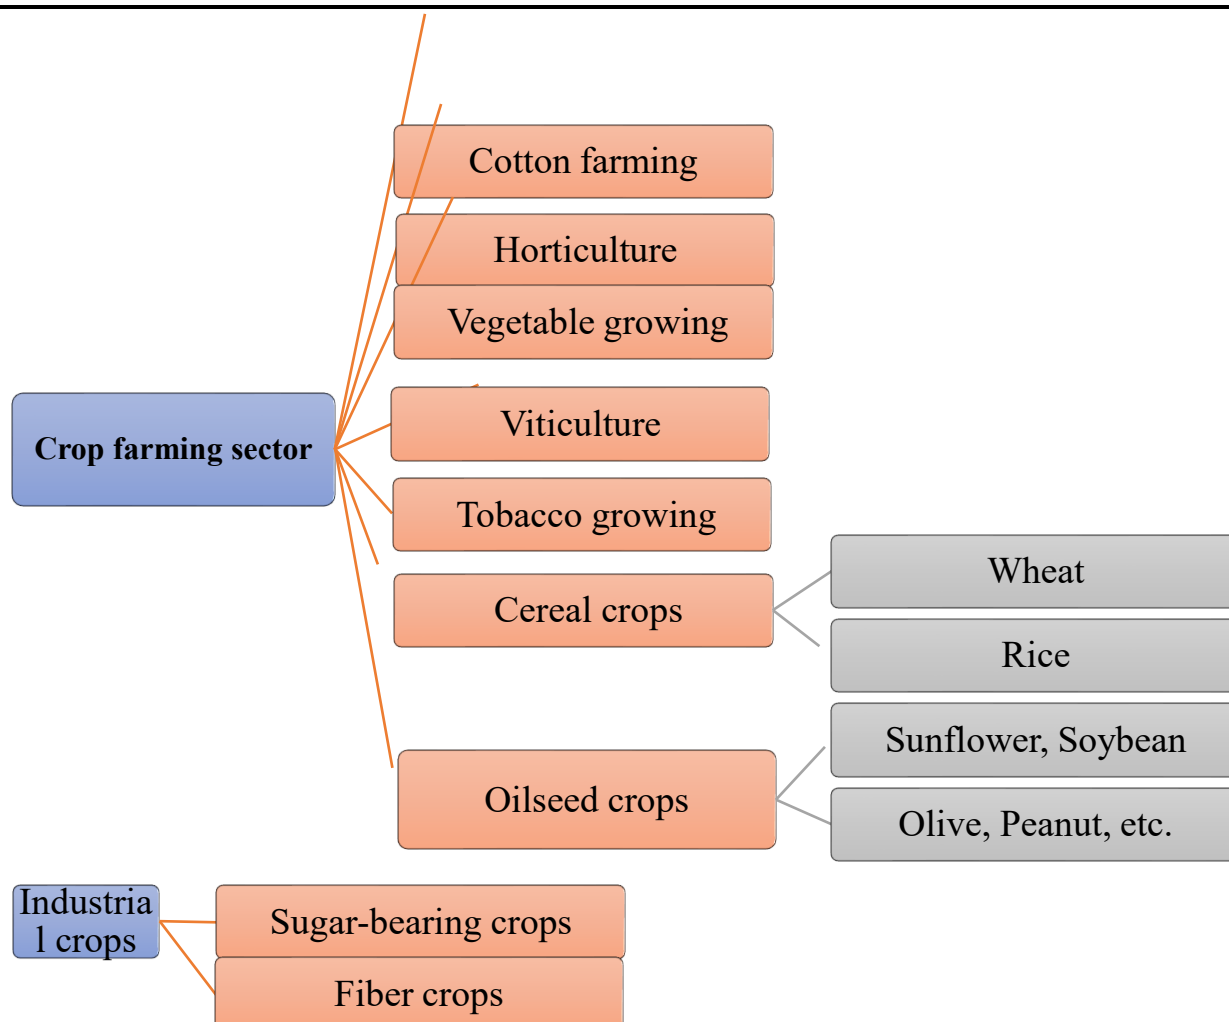 Crop farming sector
Cotton farming
Horticulture
Vegetable growing
Viticulture
Tobacco growing
Cereal crops
Wheat
Rice
Oilseed crops
Sunflower, Soybean
Olive, Peanut, etc.
Industria
l crops
Sugar-bearing crops
Fiber crops